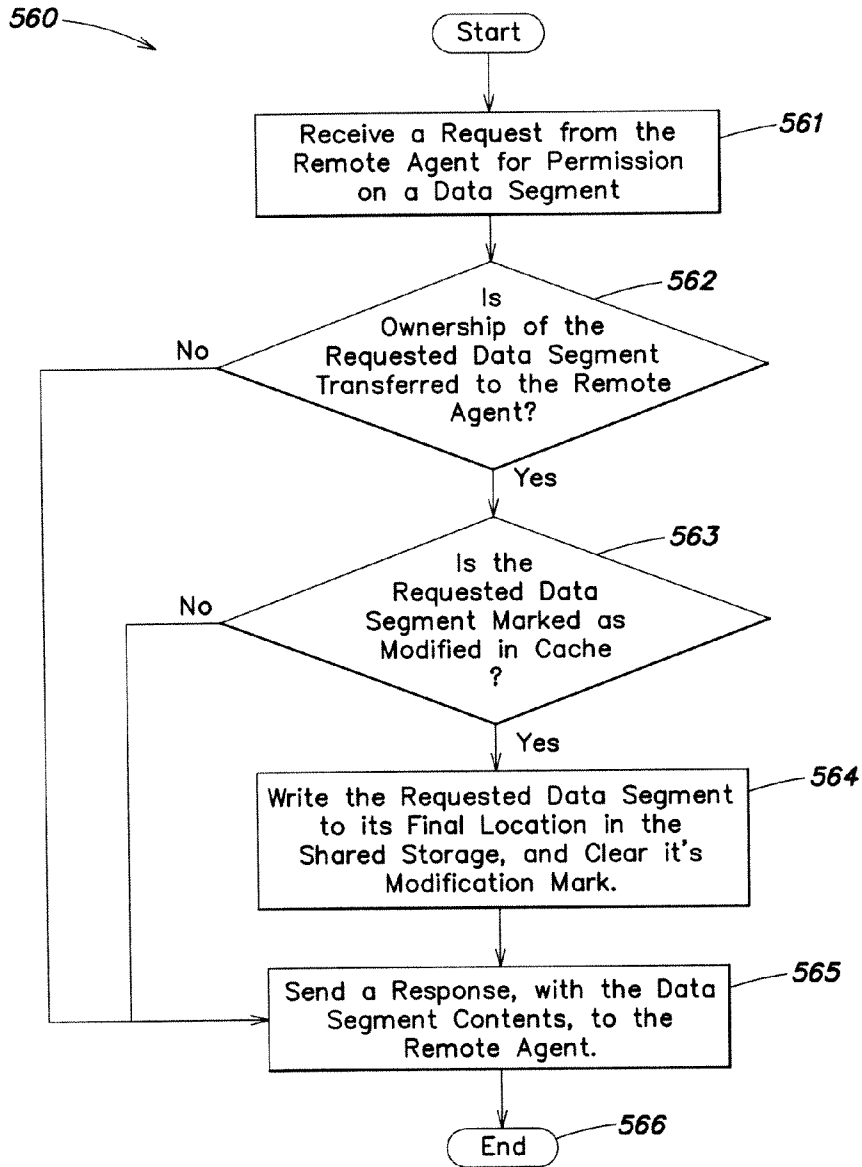 560
Start
Receive a Request from the
Remote Agent for Permission
on a Data Segment
561
Is
Ownership of the
Requested Data Segment
Transferred to the Remote
Agent?
562
No
Yes
Is the
Requested Data
Segment Marked as
Modified in Cache
?
563
No
Yes
Write the Requested Data Segment
to its Final Location in the
Shared Storage, and Clear it's
Modification Mark.
564
Send a Response, with the Data
Segment Contents, to the
Remote Agent.
565
End
566